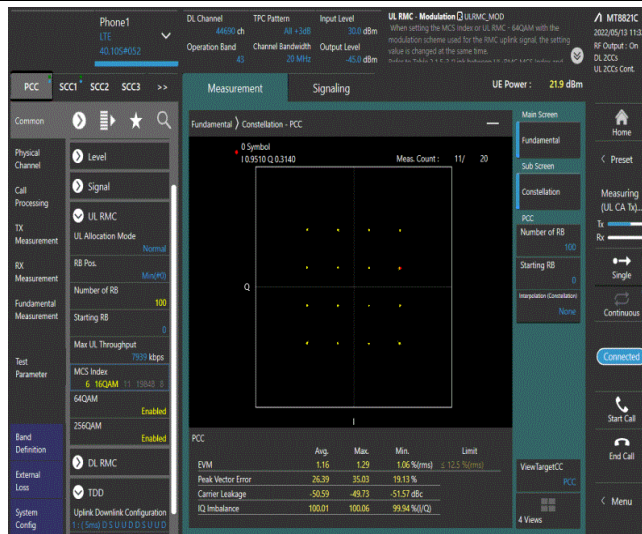 Phone1
LTE
40.105#052
DL Channel
44690 ch
TPC Pattern
All +3dB
Input Level
30.0 dBm
Operation Band
43
Channel Bandwidth
20 MHz
Output Level
-45.0 dBm
UL RMC - Modulation ULRMC_MOD
When setting the MCS index or UL RMC - 64QAM with the
modulation scheme used for the RMC uplink signal, the setting
value is changed at the same time.
MT8821C
2022/05/13 11:3
RF Output : On
DL 2CCs
UL 2CCs Cont.
PCC SCC1 SCC2 SCC3 >>
Measurement
Signaling
UE Power : 21.9 dBm
Common
Physical
Channel
Call
Processing
TX
Measurement
RX
Measurement
Fundamental
Measurement
Test
Parameter
Band
Definition
External
Loss
System
Config
Level
Signal
UL RMC
UL Allocation Mode
Normal
RB Pos.
Min(#0)
Number of RB
100
Starting RB
0
Max UL Throughput
7939 kbps
MCS Index
6 16QAM 11 15848 0
64QAM
Enabled
256QAM
Enabled
DL RMC
TDD
Uplink Downlink Configuration
1 : ( 5ms) D S U U D D S U U D
Fundamental Constellation - PCC
0 Symbol
I 0.9510 Q 0.3140
Meas. Count : 11/ 20
Q
I
PCC
Avg. Max. Min. Limit
EVM 1.16 1.29 1.06 %(rms) ≤ 12.5 %(rms)
Peak Vector Error 26.39 35.03 19.13 %
Carrier Leakage -50.59 -49.73 -51.57 dBc
IQ Imbalance 100.01 100.06 99.94 %(I/Q)
Main Screen
Fundamental
Sub Screen
Constellation
PCC
Number of RB
100
Starting RB
0
Interpolation (Constellation)
None
ViewTargetCC
PCC
4 Views
Home
< Preset
Measuring
(UL CA Tx)...
Tx
Rx
Single
Continuous
Connected
Start Call
End Call
< Menu